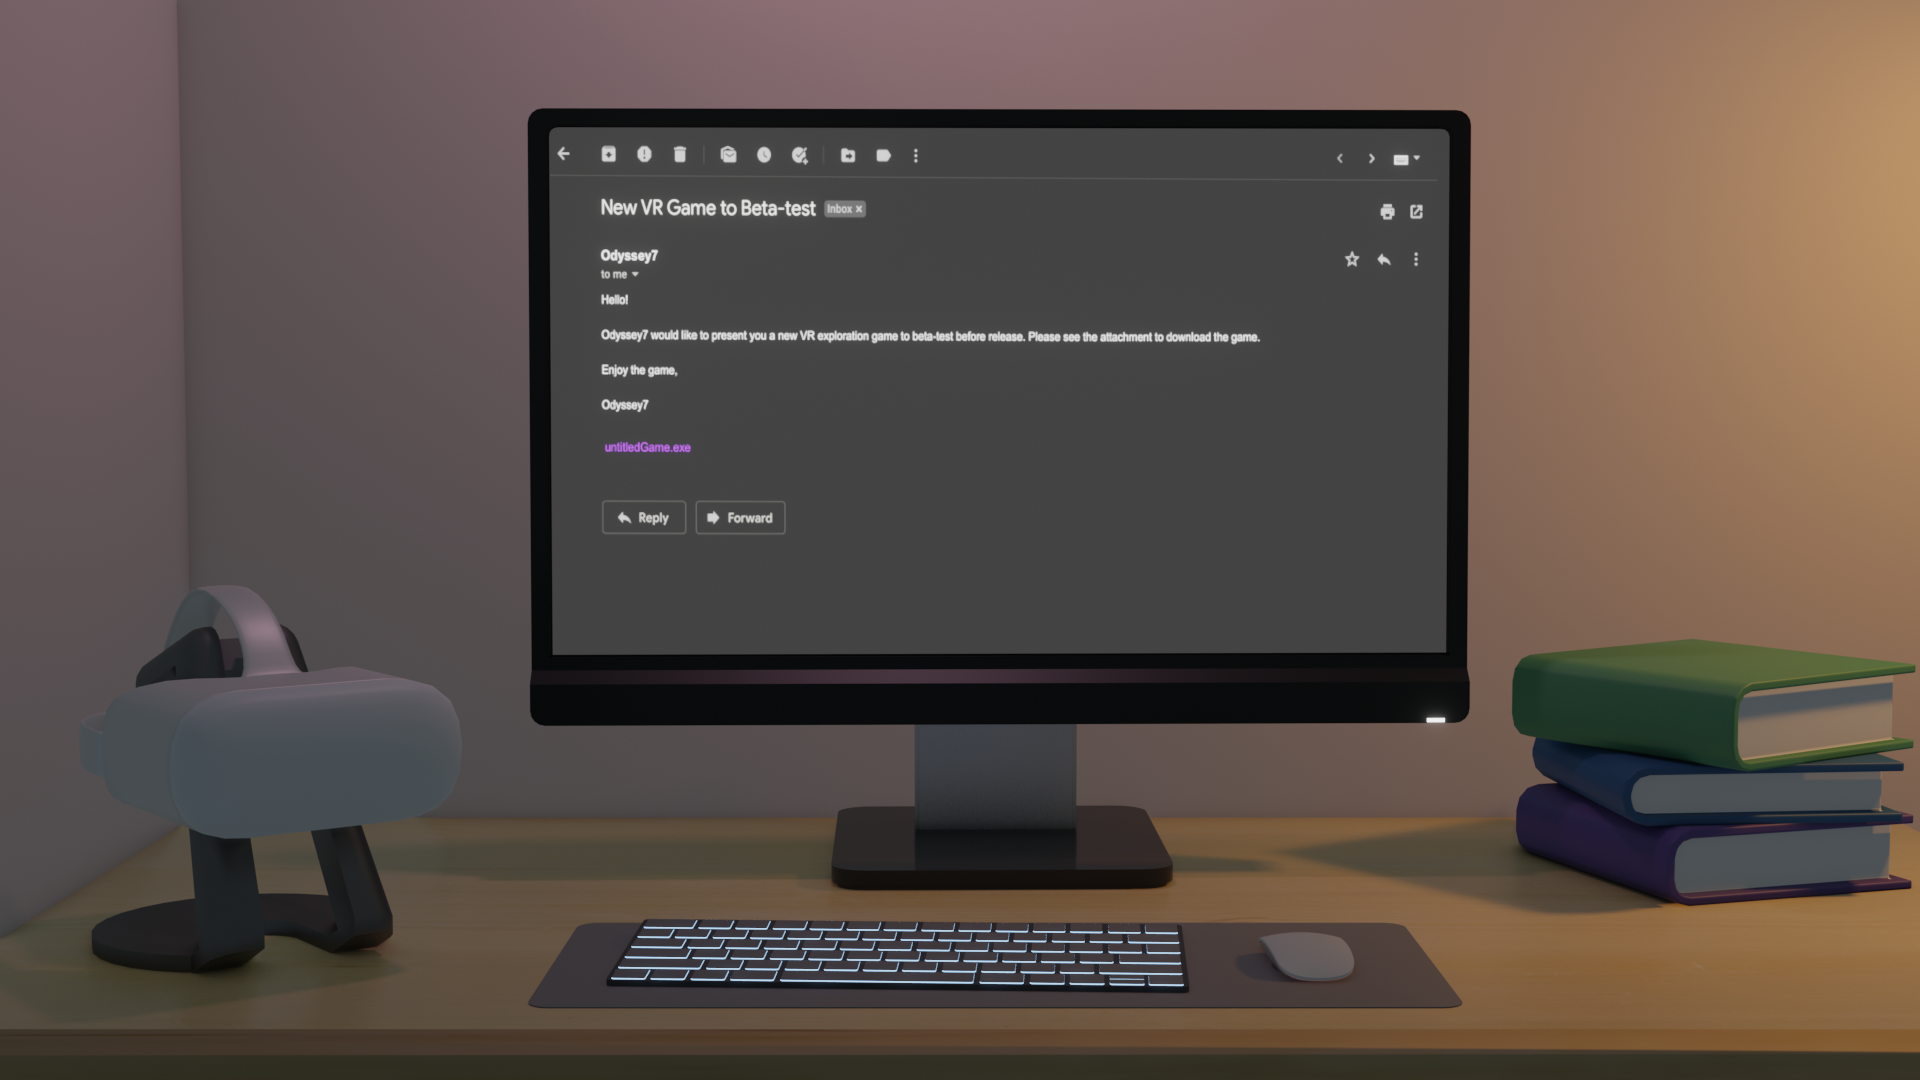 New VR Game to Beta-test Inbox x
Odyssey7
to me
Hello!
Odyssey7 would like to present you a new VR exploration game to beta-test before release. Please see the attachment to download the game.
Enjoy the game,
Odyssey7
untitledGame.exe
Reply Forward